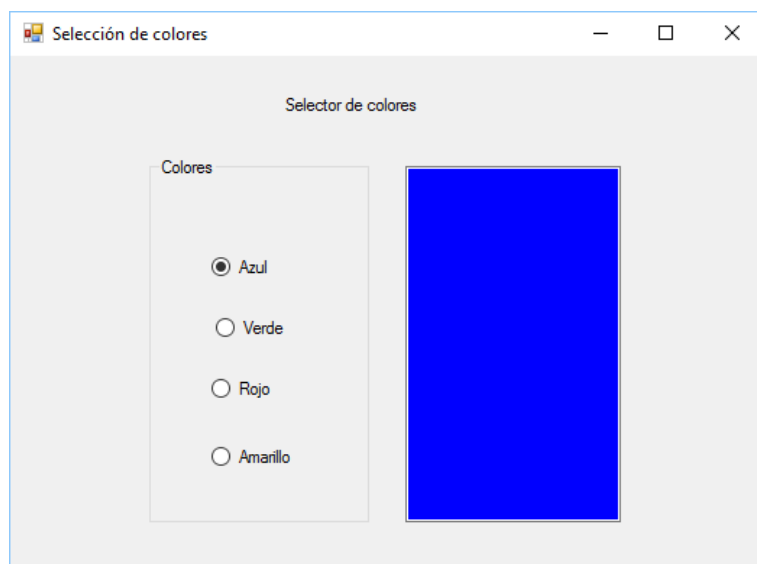 Selección de colores
Selector de colores
Colores
Azul
Verde
Rojo
Amarillo